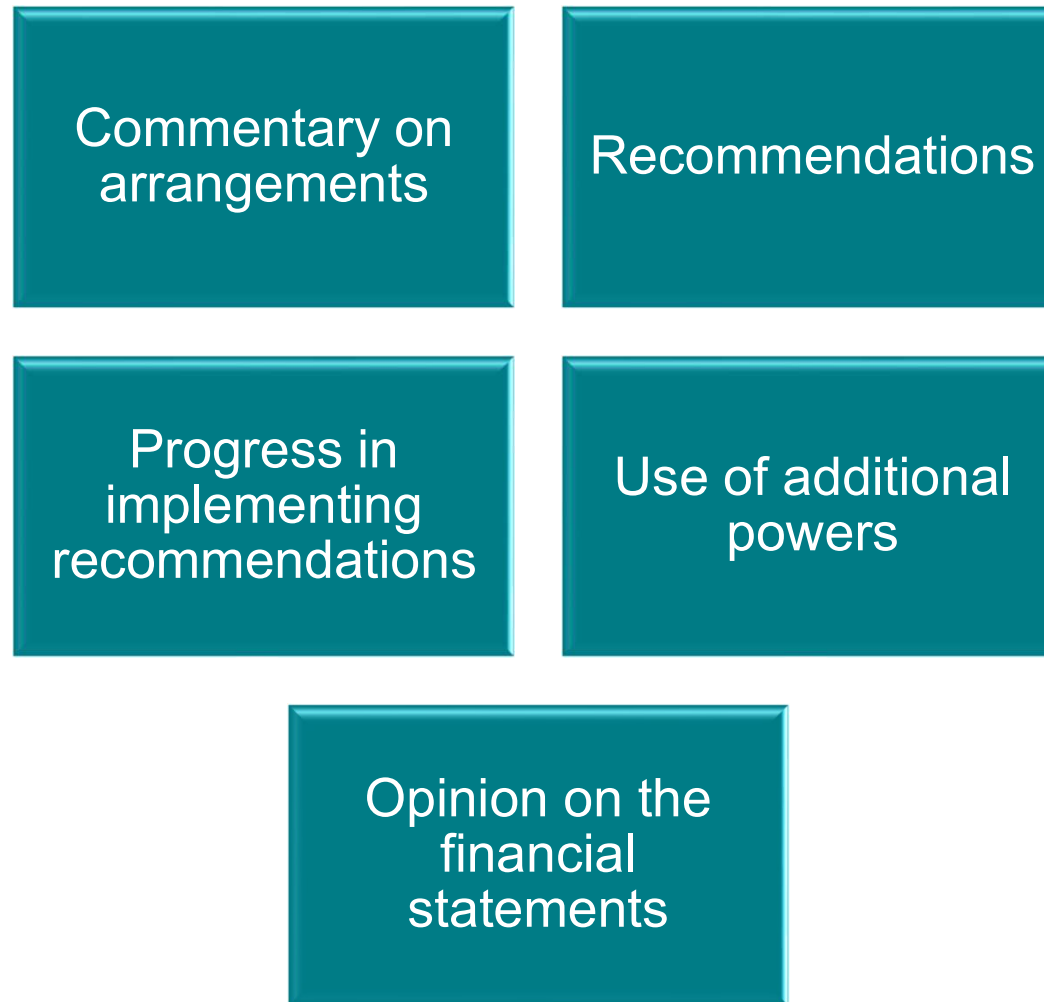 Commentary on
arrangements
Recommendations
Progress in
implementing
recommendations
Use of additional
powers
Opinion on the
financial
statements